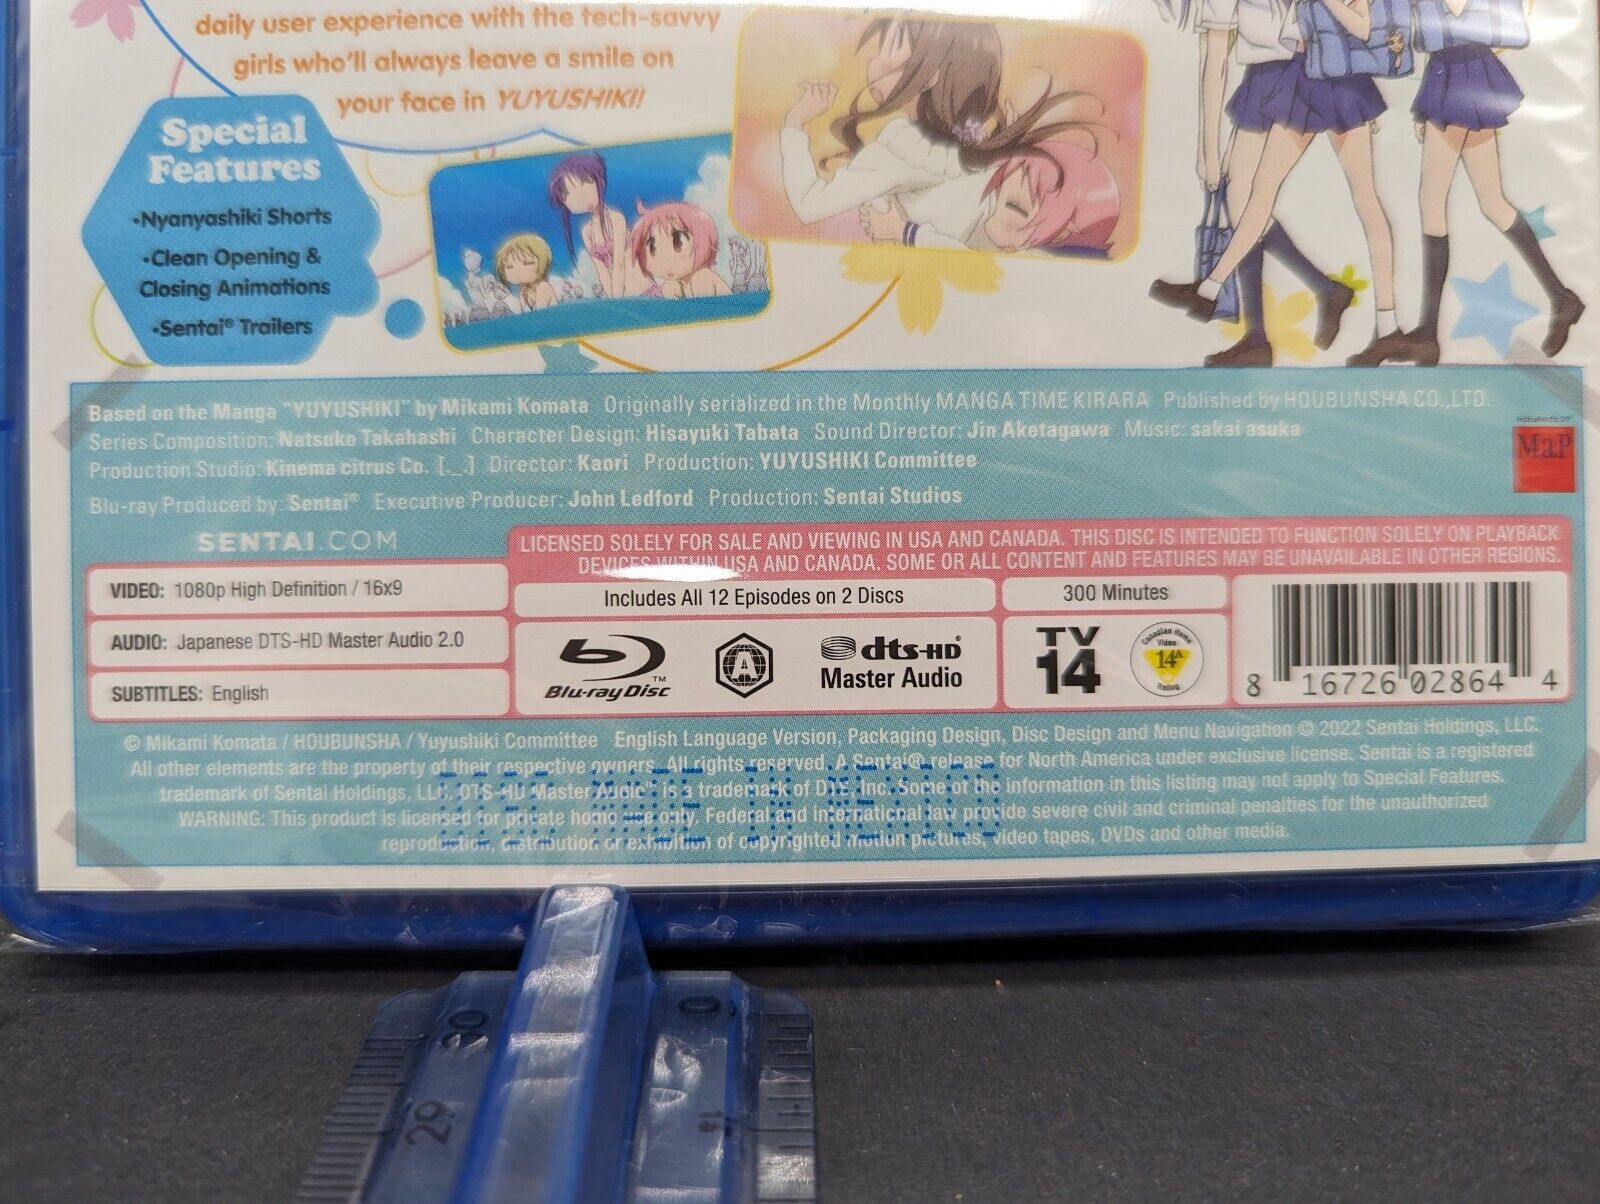 daily user experience with the tech-savvy
girls who'll always leave a smile on
your face in YUYUSHIKI!
Special
Features
•Nyanyashiki Shorts
•Clean Opening &
Closing Animations
•Sentai® Trailers
Based on the Manga "YUYUSHIKI" by Mikami Komata Originally serialized in the Monthly MANGA TIME KIRARA Published by HOUBUNSHA CO.,LTD.
Series Composition: Natsuko Takahashi Character Design: Hisayuki Tabata Sound Director: Jin Aketagawa Music: sakai asuka
Production Studio: Kinema citrus Co. [._.] Director: Kaori Production: YUYUSHIKI Committee
Blu-ray Produced by: Sentai® Executive Producer: John Ledford Production: Sentai Studios
MaP
SENTAI.COM
LICENSED SOLELY FOR SALE AND VIEWING IN USA AND CANADA. THIS DISC IS INTENDED TO FUNCTION SOLELY ON PLAYBACK
DEVICES WITHIN USA AND CANADA. SOME OR ALL CONTENT AND FEATURES MAY BE UNAVAILABLE IN OTHER REGIONS.
VIDEO: 1080p High Definition / 16x9
AUDIO: Japanese DTS-HD Master Audio 2.0
SUBTITLES: English
Includes All 12 Episodes on 2 Discs
300 Minutes
Blu-ray Disc™
A
dts-HD®
Master Audio
TV
14
Canadian Home
Video
14A
Rating
8 16726 02864 4
© Mikami Komata / HOUBUNSHA / Yuyushiki Committee English Language Version, Packaging Design, Disc Design and Menu Navigation © 2022 Sentai Holdings, LLC.
All other elements are the property of their respective owners. All rights reserved. A Sentai® release for North America under exclusive license. Sentai is a registered
trademark of Sentai Holdings, LLC. DTS-HD Master Audio™ is a trademark of DTS, Inc. Some of the information in this listing may not apply to Special Features.
WARNING: This product is licensed for private home use only. Federal and international law provide severe civil and criminal penalties for the unauthorized
reproduction, distribution or exhibition of copyrighted motion pictures, video tapes, DVDs and other media.
DISC MADE IN MEXICO
30
0
29